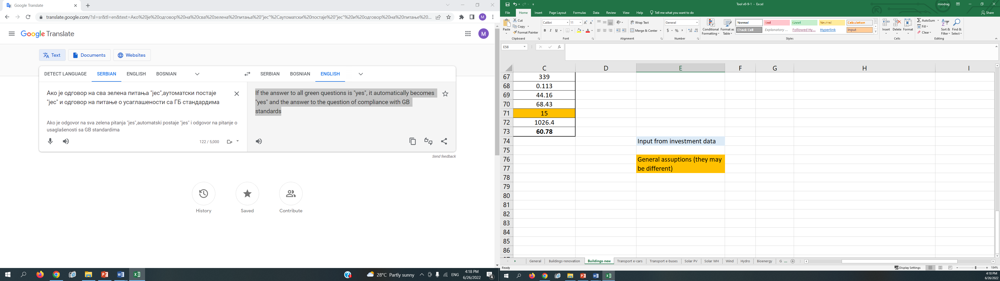 Google Translate
translate.google.com/?sl=sr&tl=en&text=Ако%20је%20одговор%20на%20сва%20зелена%20питања%20"јес"%2Саутоматски%20постаје%20"јес"%20и%20одговор%20на%20питање%20...
M
Google Translate
M
Text
Documents
Websites
DETECT LANGUAGE
SERBIAN
ENGLISH
BOSNIAN
SERBIAN
BOSNIAN
ENGLISH
Ако је одговор на сва зелена питања "јес",аутоматски постаје
"јес" и одговор на питање о усаглашености са ГБ стандардима
Ako je odgovor na sva zelena pitanja "jes",automatski postaje "jes" i odgovor na pitanje o
usaglašenosti sa GB standardima
122 / 5,000
If the answer to all green questions is "yes", it automatically becomes
"yes" and the answer to the question of compliance with GB
standards
Send feedback
History
Saved
Contribute
28°C Partly sunny
ENG
4:18 PM
6/26/2022
4
Tool v0-9-1 - Excel
miodrag
File
Home
Insert
Page Layout
Formulas
Data
Review
View
Help
Tell me what you want to do
Share
Paste
Cut
Copy
Format Painter
Clipboard
Calibri
11
B I U
Font
Wrap Text
Merge & Center
Alignment
General
$ % ,
Number
Conditional
Formatting
Format as
Table
Normal
Bad
Good
Neutral
Calculation
Check Cell
Explanatory ...
Followed Hy...
Hyperlink
Input
Styles
Insert
Delete
Format
Cells
AutoSum
Fill
Clear
Sort &
Filter
Find &
Select
Editing
E58
fx
C D E F G H I
67 339
68 0.113
69 44.16
70 68.43
71 15
72 1026.4
73 60.78
74 Input from investment data
75
76 General assuptions (they may
77 be different)
78
79
80
81
82
83
84
85
86
General
Buildings-renovation
Buildings-new
Transport e-cars
Transport e-buses
Solar PV
Solar WH
Wind
Hydro
Bioenergy
G ...
Ready
Display Settings
184%
4:18 PM
6/26/2022